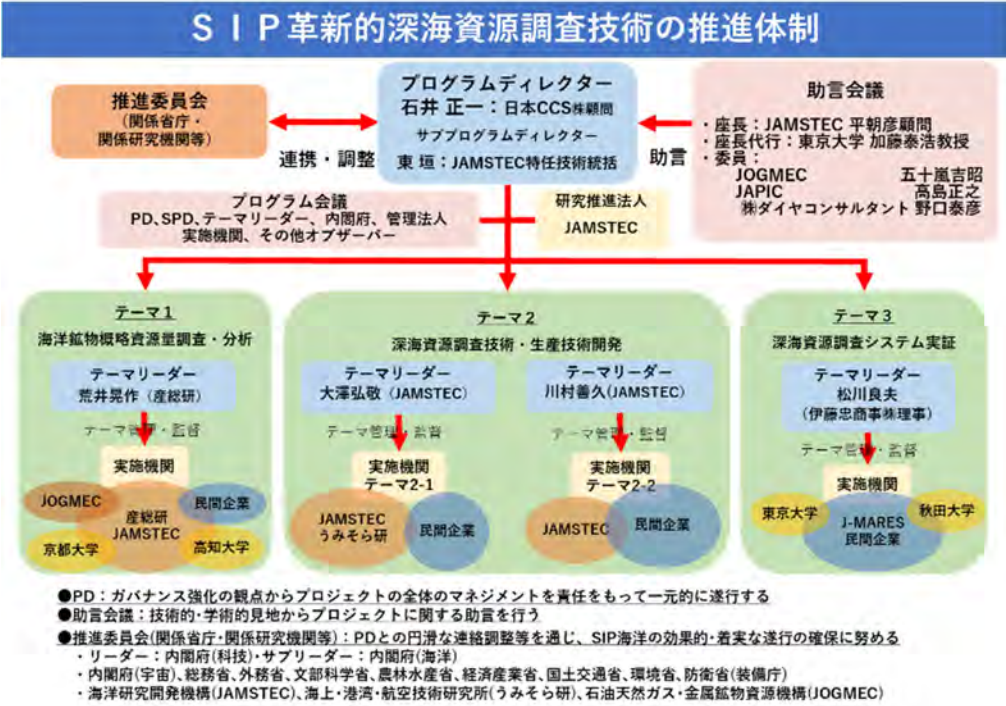 ＳＩＰ革新的深海資源調査技術の推進体制
推進委員会
(関係省庁・
関係研究機関等)
連携・調整
プログラムディレクター
石井 正一：日本CCS㈱顧問
サブプログラムディレクター
東 垣：JAMSTEC特任技術統括
助言
助言会議
・座長：JAMSTEC 平朝彦顧問
・座長代行：東京大学 加藤泰浩教授
・委員：
JOGMEC 五十嵐吉昭
JAPIC 高島正之
㈱ダイヤコンサルタント 野口泰彦
プログラム会議
PD、SPD、テーマリーダー、内閣府、管理法人
実施機関、その他オブザーバー
研究推進法人
JAMSTEC
テーマ1
海洋鉱物概略資源量調査・分析
テーマリーダー
荒井晃作（産総研）
テーマ管理・監督
実施機関
JOGMEC
産総研
JAMSTEC
民間企業
京都大学
高知大学
テーマ２
深海資源調査技術・生産技術開発
テーマリーダー
大澤弘敬（JAMSTEC）
テーマ管理・監督
実施機関
テーマ2-1
JAMSTEC
うみそら研
民間企業
テーマリーダー
川村善久(JAMSTEC）
テーマ管理・監督
実施機関
テーマ2-2
JAMSTEC
民間企業
テーマ３
深海資源調査システム実証
テーマリーダー
松川良夫
（伊藤忠商事㈱理事）
テーマ管理・監督
実施機関
東京大学
J-MARES
民間企業
秋田大学
●PD：ガバナンス強化の観点からプロジェクトの全体のマネジメントを責任をもって一元的に遂行する
●助言会議：技術的・学術的見地からプロジェクトに関する助言を行う
●推進委員会(関係省庁・関係研究機関等)：PDとの円滑な連絡調整等を通じ、SIP海洋の効果的・着実な遂行の確保に努める
・リーダー：内閣府(科技)・サブリーダー：内閣府(海洋)
・内閣府(宇宙)、総務省、外務省、文部科学省、農林水産省、経済産業省、国土交通省、環境省、防衛省(装備庁)
・海洋研究開発機構(JAMSTEC)、海上・港湾・航空技術研究所(うみそら研)、石油天然ガス・金属鉱物資源機構(JOGMEC)